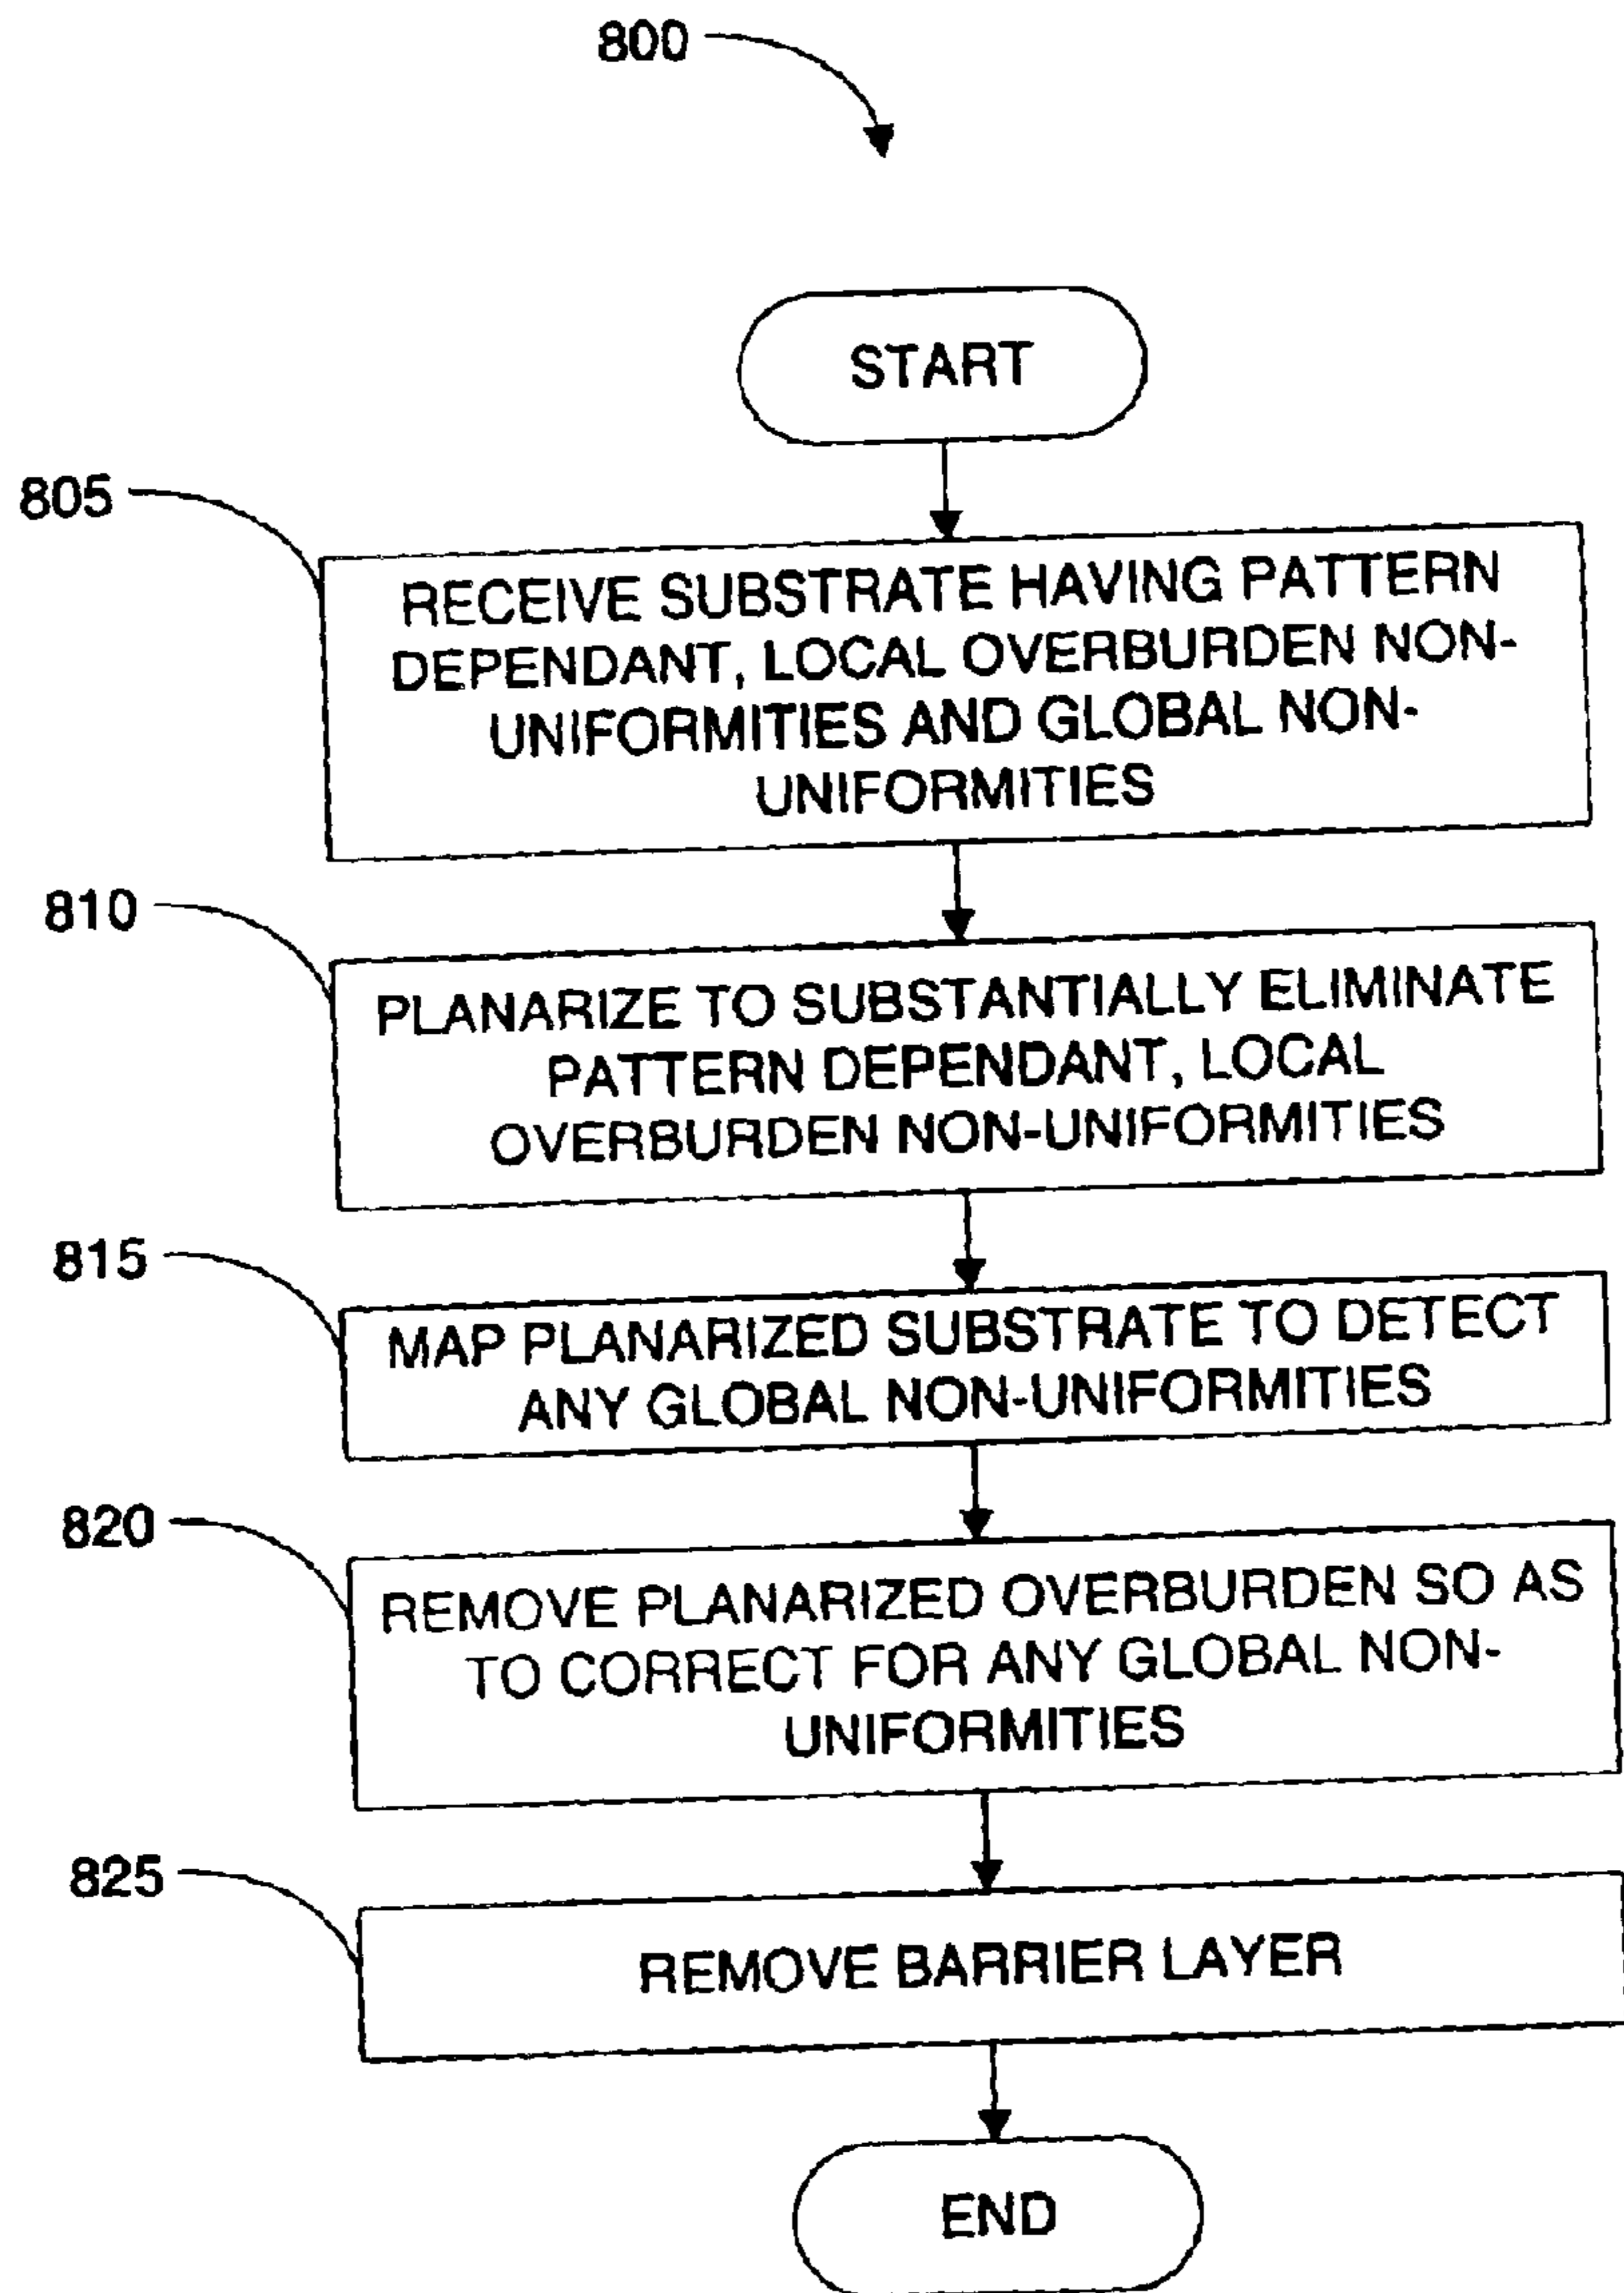 800
START
805
RECEIVE SUBSTRATE HAVING PATTERN
DEPENDANT, LOCAL OVERBURDEN NON-
UNIFORMITIES AND GLOBAL NON-
UNIFORMITIES
810
PLANARIZE TO SUBSTANTIALLY ELIMINATE
PATTERN DEPENDANT, LOCAL
OVERBURDEN NON-UNIFORMITIES
815
MAP PLANARIZED SUBSTRATE TO DETECT
ANY GLOBAL NON-UNIFORMITIES
820
REMOVE PLANARIZED OVERBURDEN SO AS
TO CORRECT FOR ANY GLOBAL NON-
UNIFORMITIES
825
REMOVE BARRIER LAYER
END